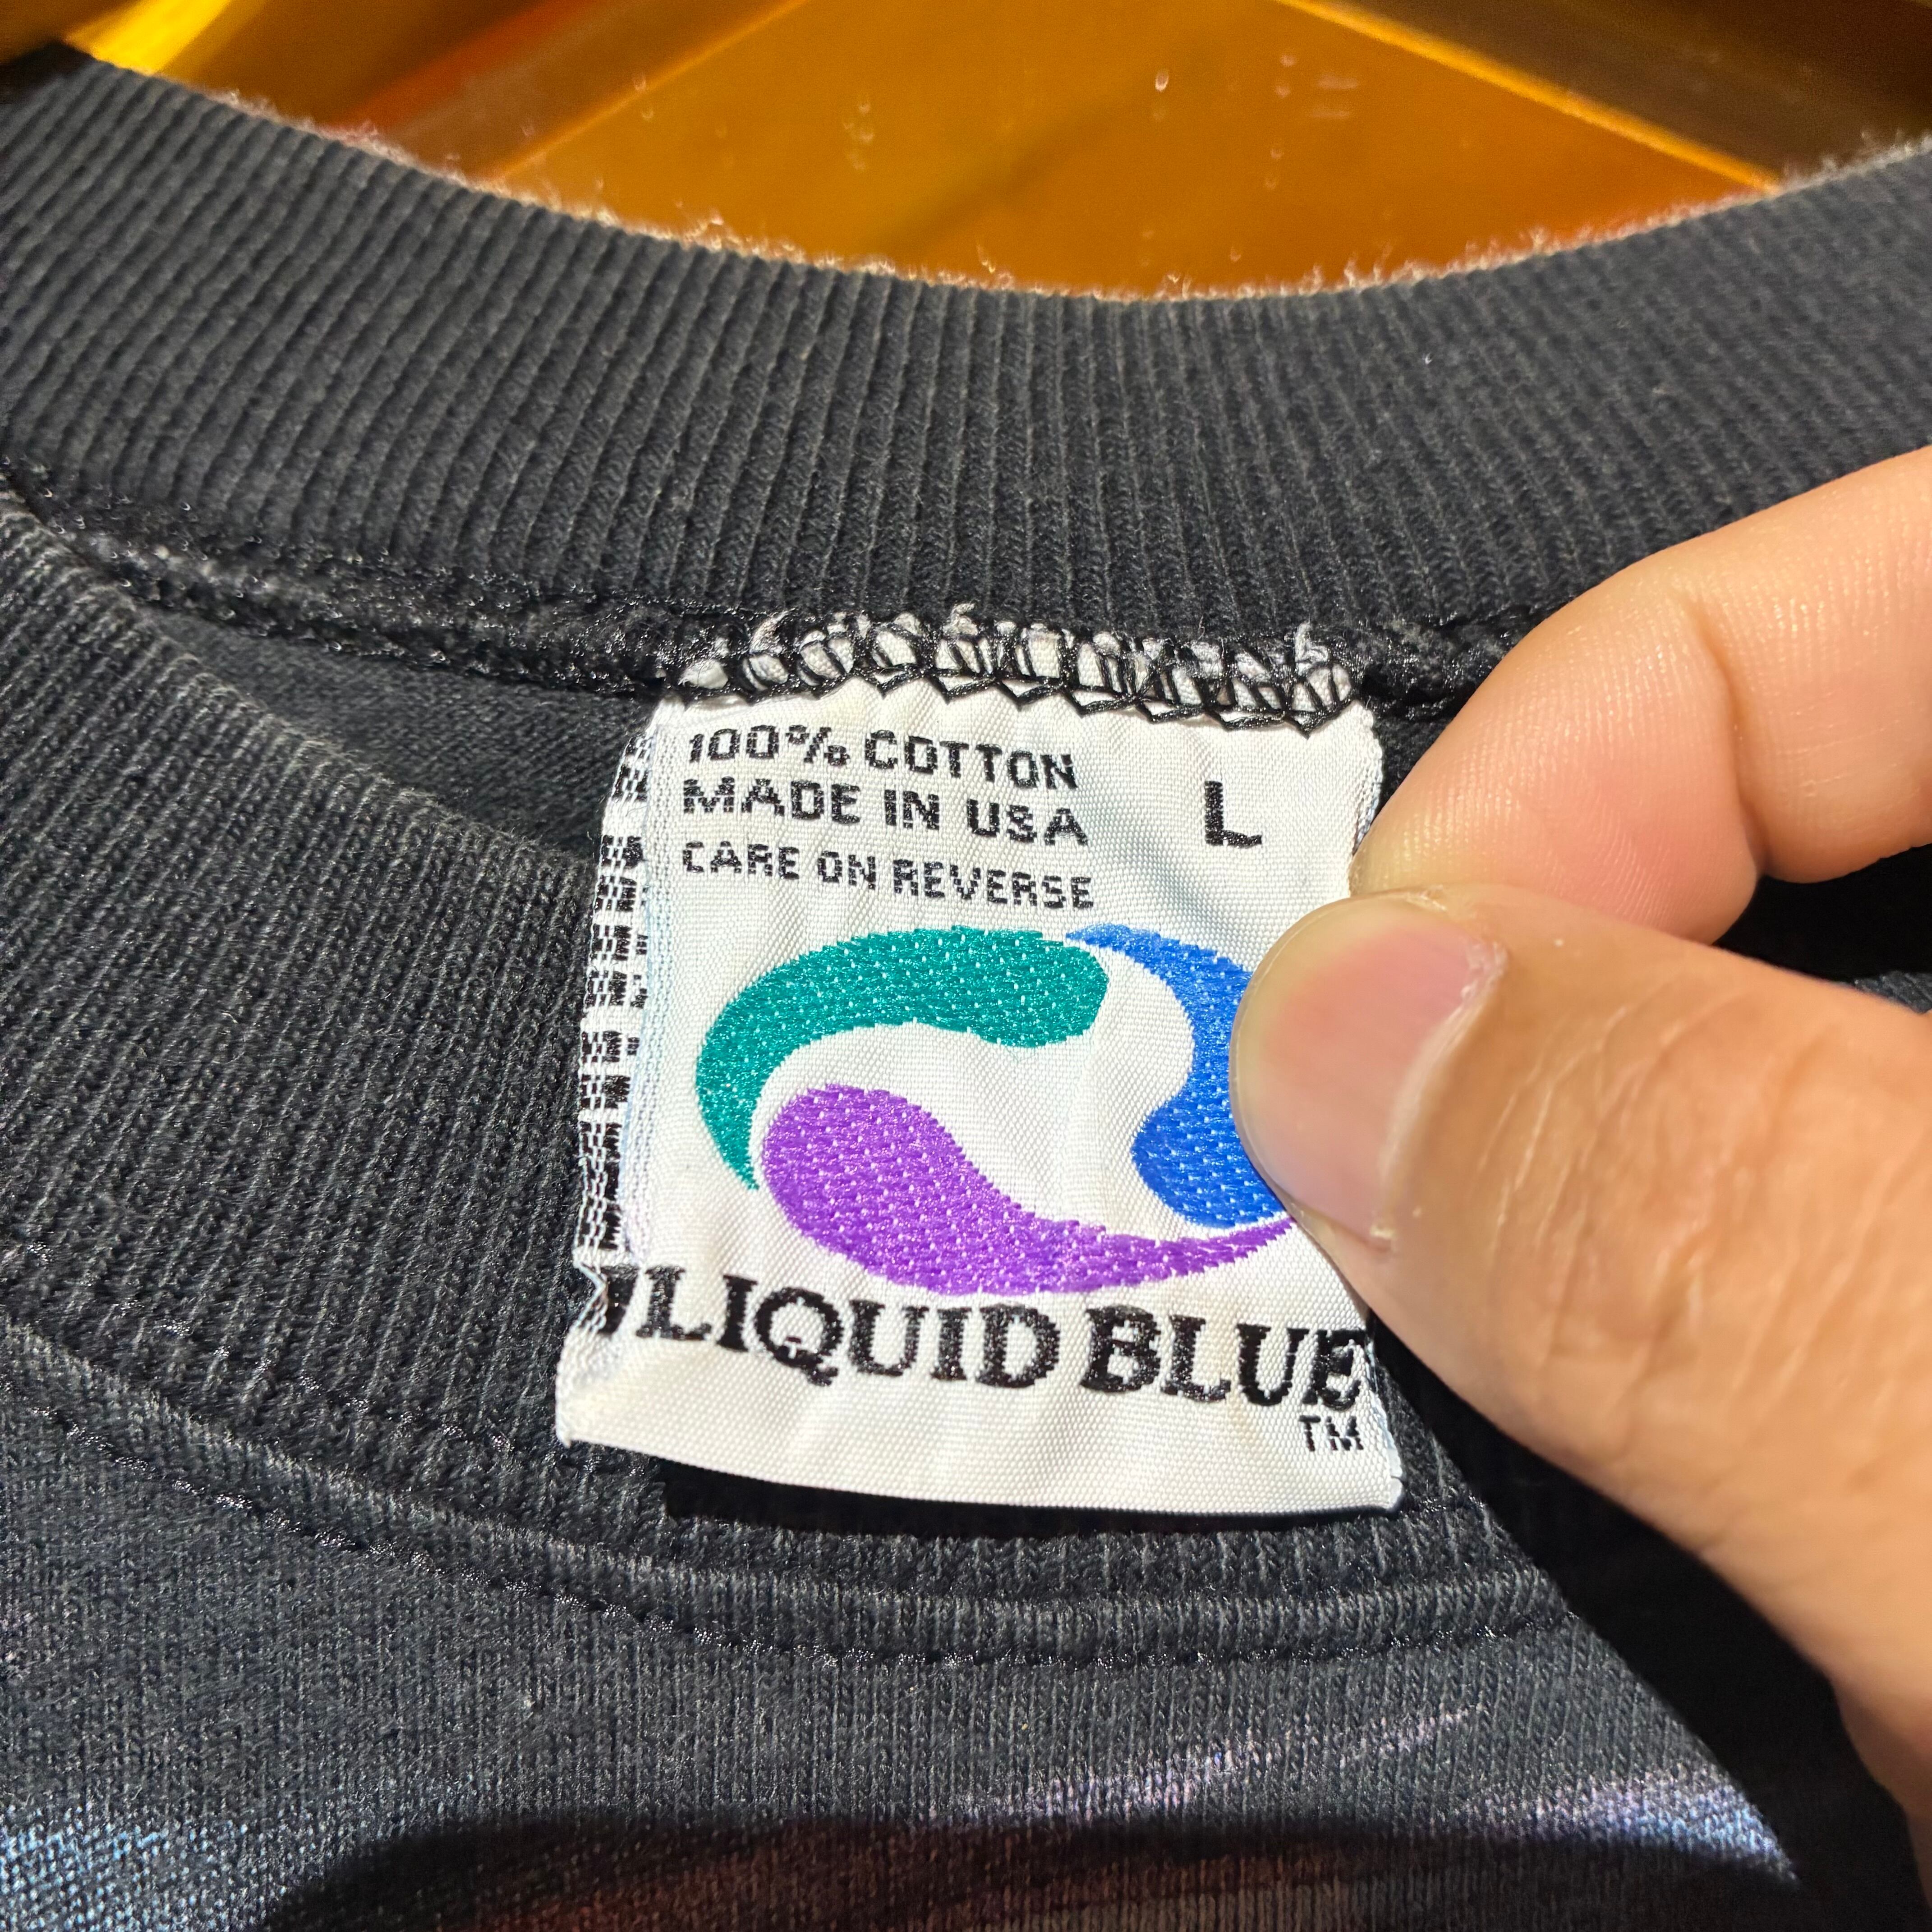 100% COTTON
MADE IN USA
CARE ON REVERSE
L
LIQUID BLUE
TM